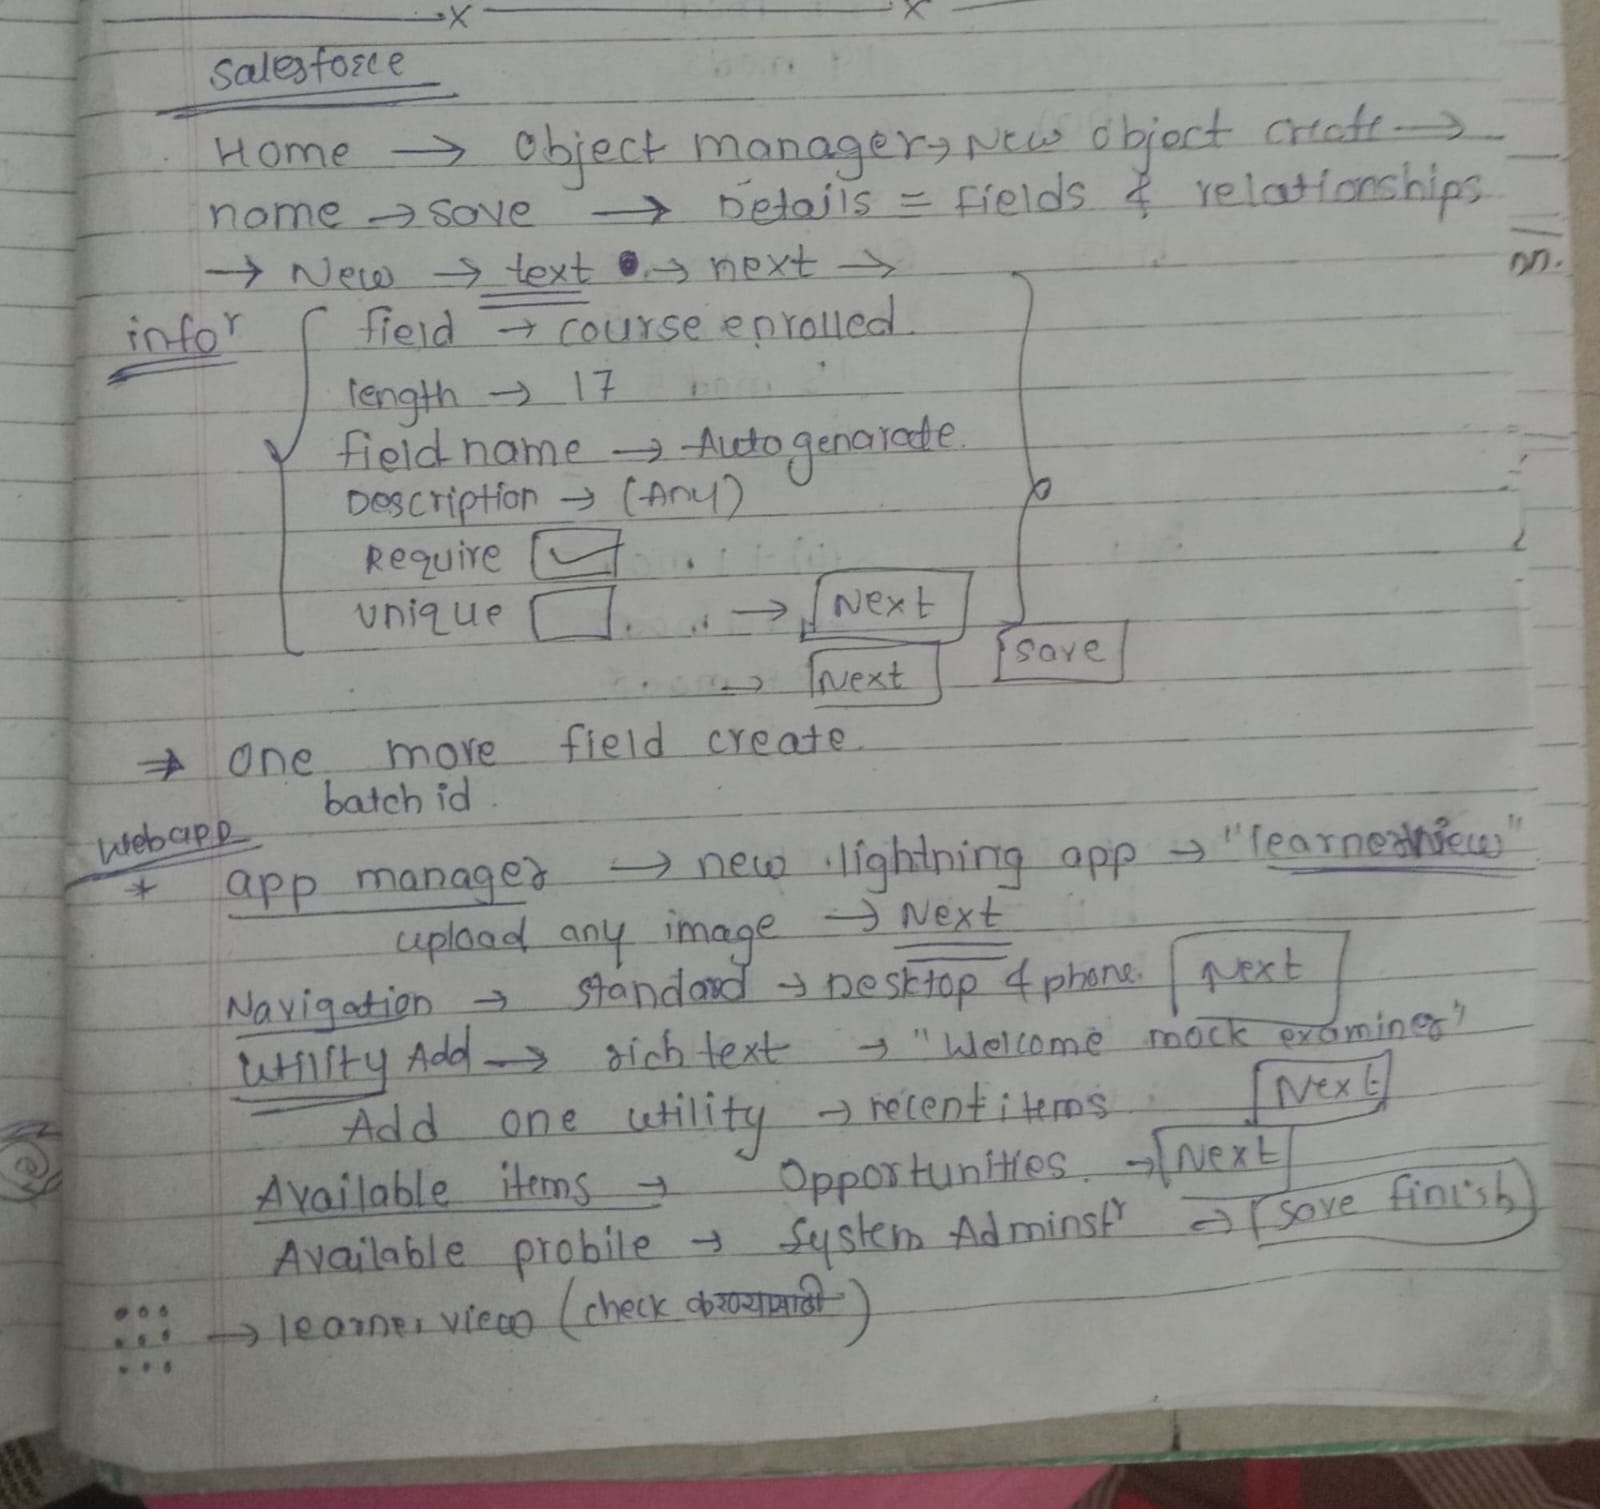 Salesforce
Home → Object manager → New object create →
name → save → Details = fields & relationships
→ New → text → next →
infor
field → course enrolled.
length → 17
field name → Auto genarate.
Description → (Any)
Require
unique → Next
save
→ Next
⇒ one more field create
batch id.
webapp
* app manager → new lightning app → "learnerview"
upload any image → Next
Navigation → standard → Desktop & phone. Next
Utility Add → rich text → "Welcome mock examiner"
Add one utility → recent items Next
Available items → Opportunities. → Next
Available probile → System Adminstr → save finish
→ learner view (check करण्यासाठी)